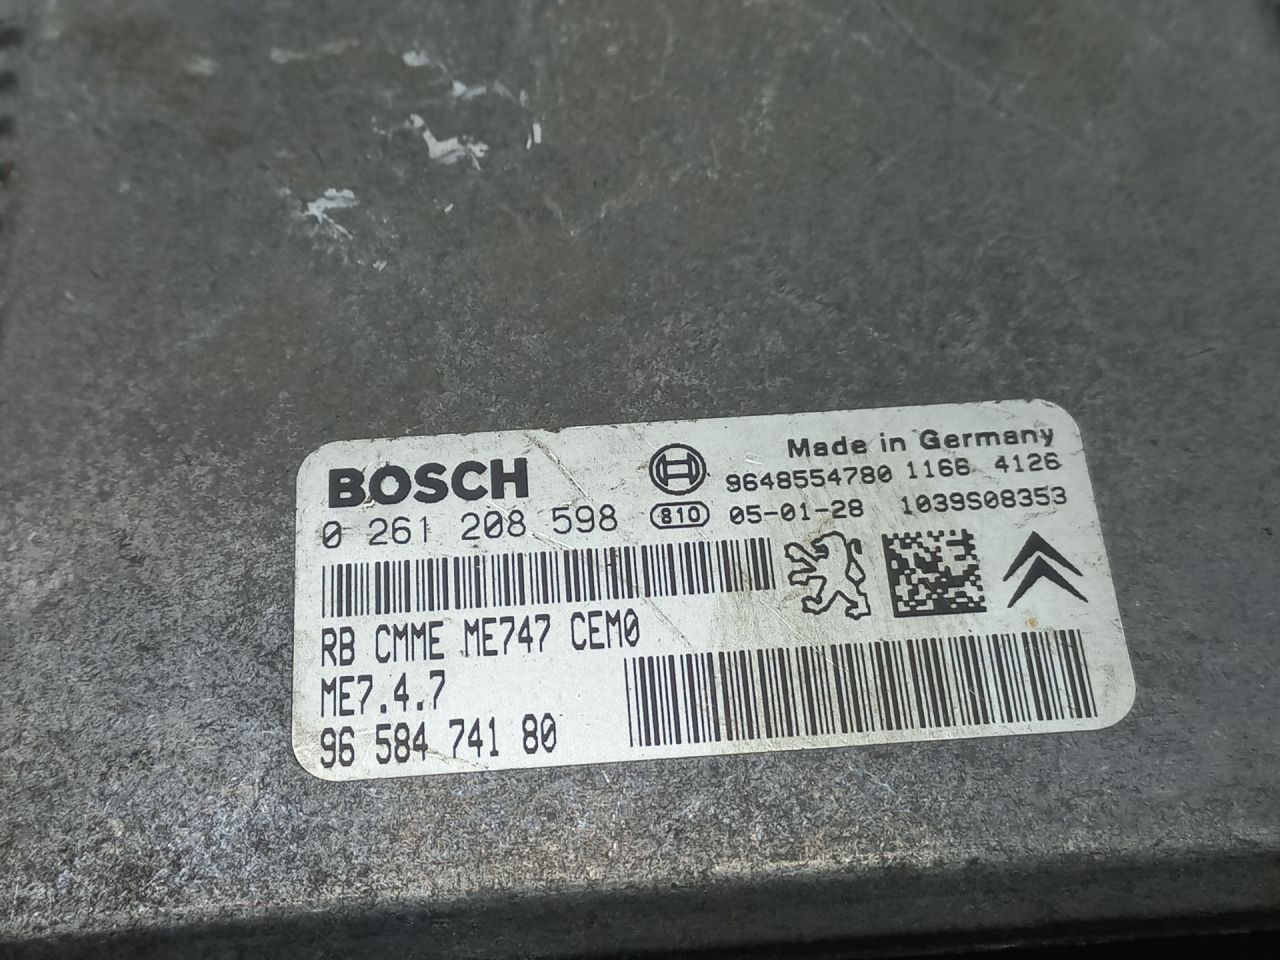 Made in Germany
BOSCH
9648554780 1166 4126
0 261 208 598 810 05-01-28 1039S08353
RB CMME ME747 CEM0
ME7.4.7
96 584 741 80